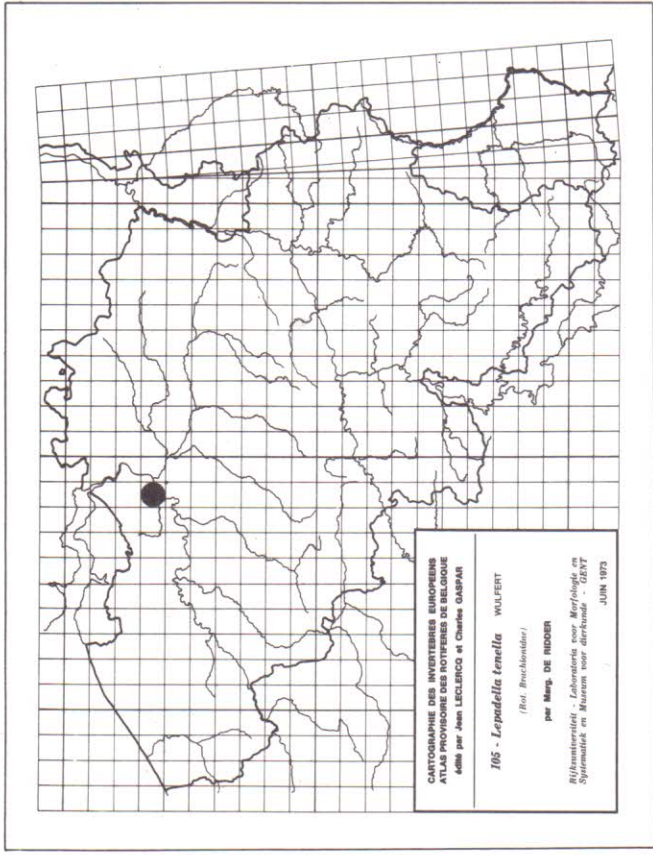 CARTOGRAPHIE DES INVERTEBRES EUROPEENS
ATLAS PROVISOIRE DES ROTIFERES DE BELGIQUE
édité par Jean LECLERCQ et Charles GASPAR
105 - Lepadella tenella WULFERT
(Rot. Brachionidae)
par Marg. DE RIDDER
Rijksuniversiteit - Laboratoria voor Morfologie en
Systematiek en Museum voor dierkunde - GENT
JUIN 1973